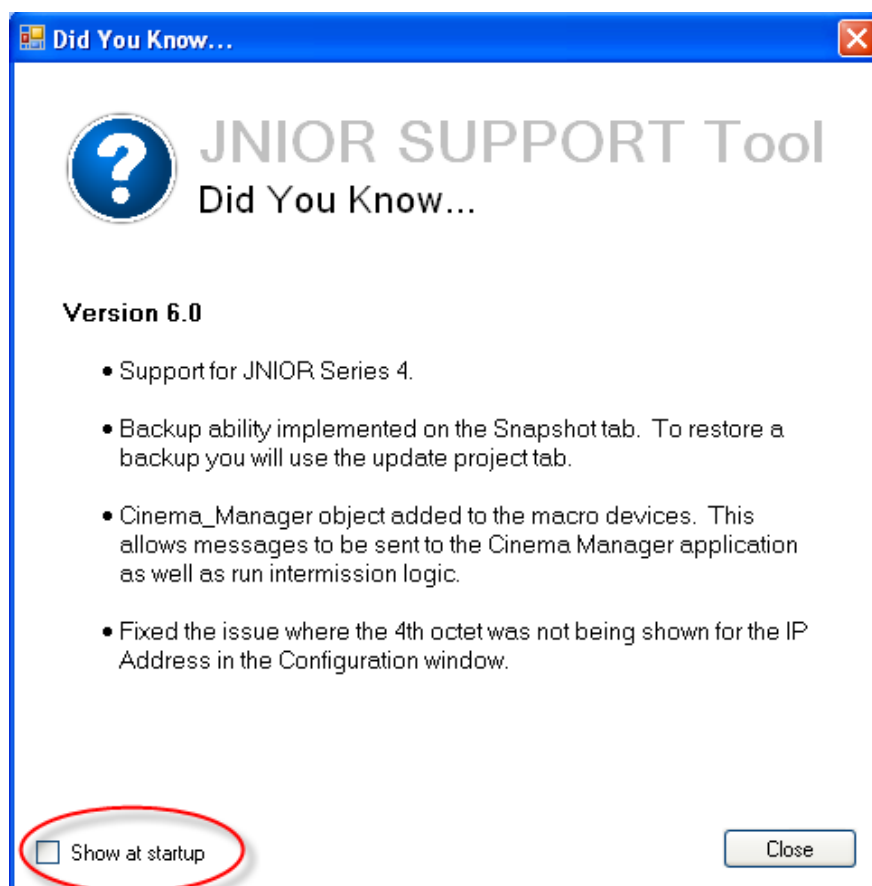 Did You Know...
JNIOR SUPPORT Tool
Did You Know...
Version 6.0
• Support for JNIOR Series 4.
• Backup ability implemented on the Snapshot tab.  To restore a
backup you will use the update project tab.
• Cinema_Manager object added to the macro devices.  This
allows messages to be sent to the Cinema Manager application
as well as run intermission logic.
• Fixed the issue where the 4th octet was not being shown for the IP
Address in the Configuration window.
Show at startup
Close